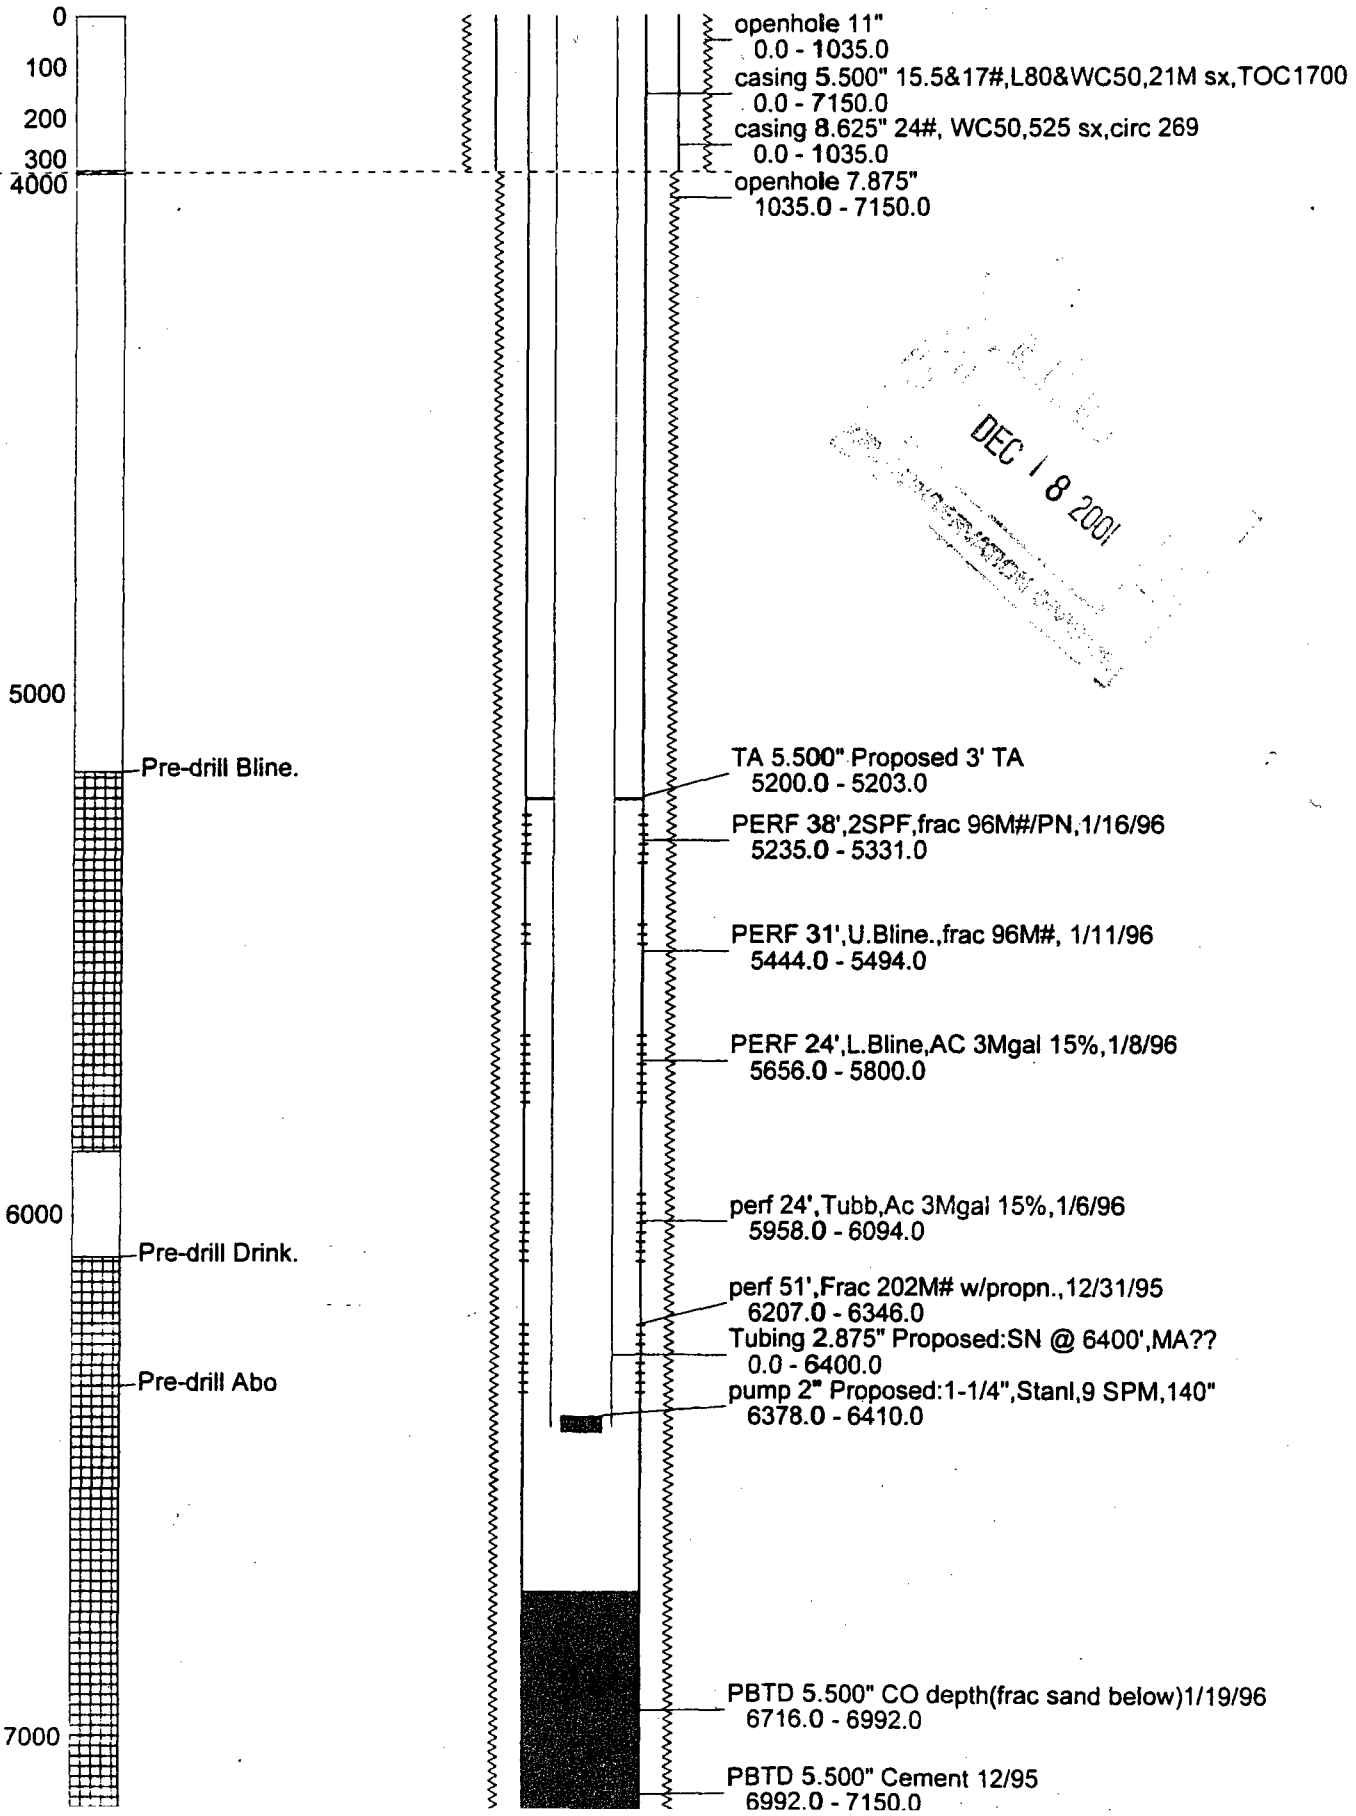 0
openhole 11"
0.0 - 1035.0
100
casing 5.500" 15.5&17#,L80&WC50,21M sx,TOC1700
0.0 - 7150.0
200
casing 8.625" 24#, WC50,525 sx,circ 269
0.0 - 1035.0
300
4000
openhole 7.875"
1035.0 - 7150.0
DEC 18 2001
5000
Pre-drill Bline.
TA 5.500" Proposed 3' TA
5200.0 - 5203.0
PERF 38',2SPF,frac 96M#/PN,1/16/96
5235.0 - 5331.0
PERF 31',U.Bline.,frac 96M#, 1/11/96
5444.0 - 5494.0
PERF 24',L.Bline,AC 3Mgal 15%,1/8/96
5656.0 - 5800.0
6000
perf 24',Tubb,Ac 3Mgal 15%,1/6/96
5958.0 - 6094.0
Pre-drill Drink.
perf 51',Frac 202M# w/propn.,12/31/95
6207.0 - 6346.0
Tubing 2.875" Proposed:SN @ 6400',MA??
0.0 - 6400.0
Pre-drill Abo
pump 2" Proposed:1-1/4",Stanl,9 SPM,140"
6378.0 - 6410.0
PBTD 5.500" CO depth(frac sand below)1/19/96
6716.0 - 6992.0
7000
PBTD 5.500" Cement 12/95
6992.0 - 7150.0